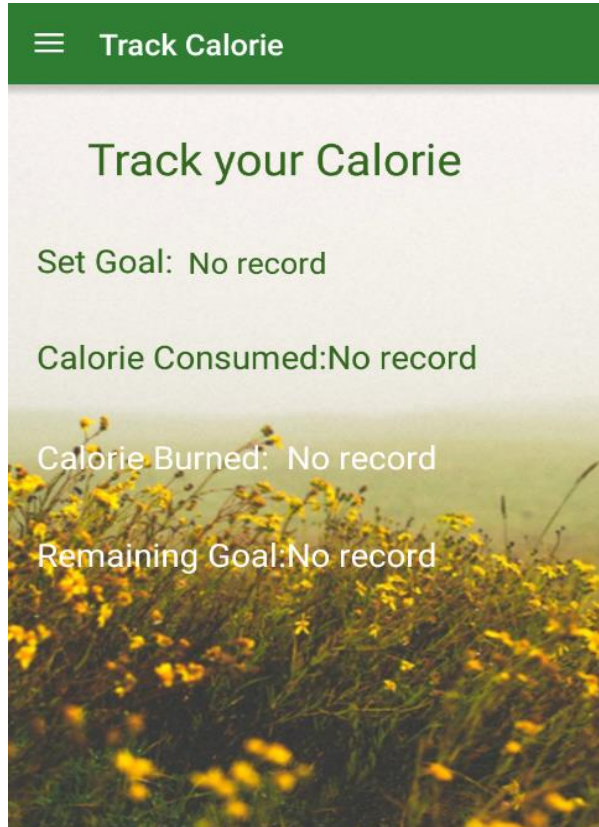 Track Calorie
Track your Calorie
Set Goal: No record
Calorie Consumed:No record
Calorie Burned: No record
Remaining Goal:No record